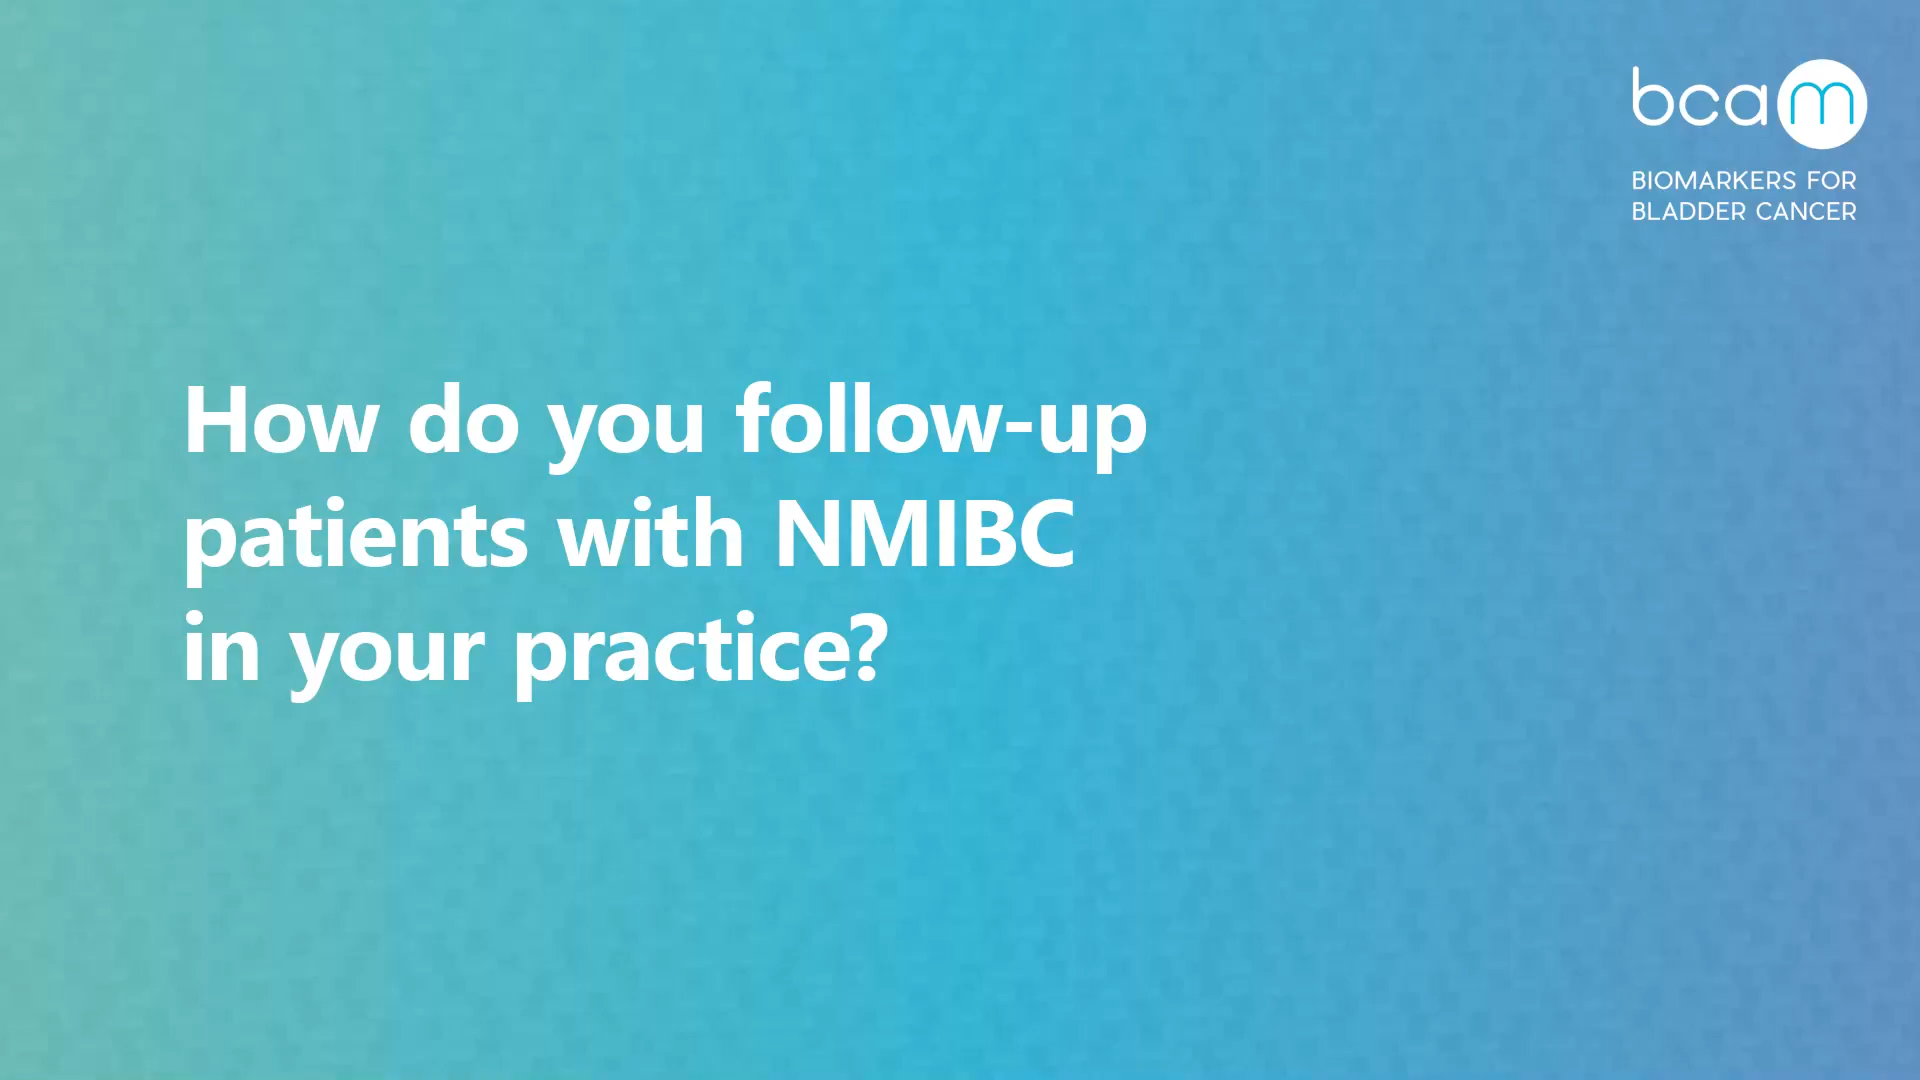 bcam
BIOMARKERS FOR
BLADDER CANCER
How do you follow-up
patients with NMIBC
in your practice?